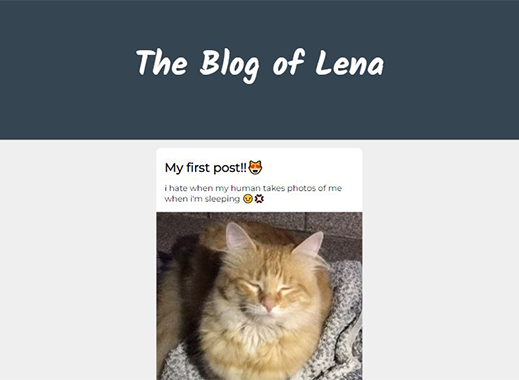 The Blog of Lena
My first post!!😻
i hate when my human takes photos of me
when i'm sleeping 😠💢